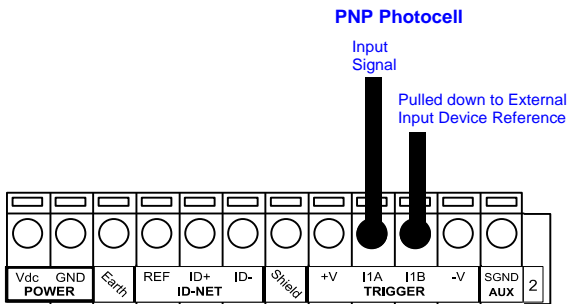 PNP Photocell
Input
Signal
Pulled down to External
Input Device Reference
Vdc GND Earth REF ID+ ID- Shield +V I1A I1B -V SGND 2
POWER ID-NET TRIGGER AUX